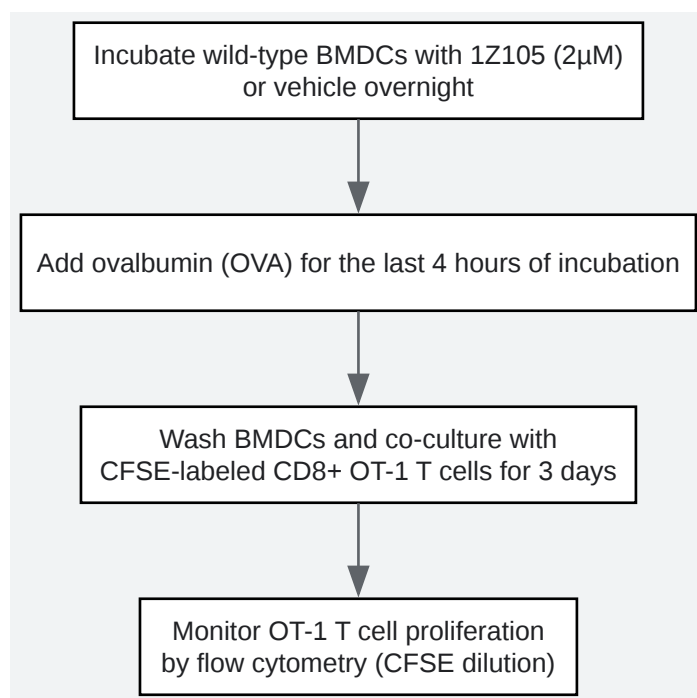 Incubate wild-type BMDCs with 1Z105 (2µM)
or vehicle overnight
Add ovalbumin (OVA) for the last 4 hours of incubation
Wash BMDCs and co-culture with
CFSE-labeled CD8+ OT-1 T cells for 3 days
Monitor OT-1 T cell proliferation
by flow cytometry (CFSE dilution)